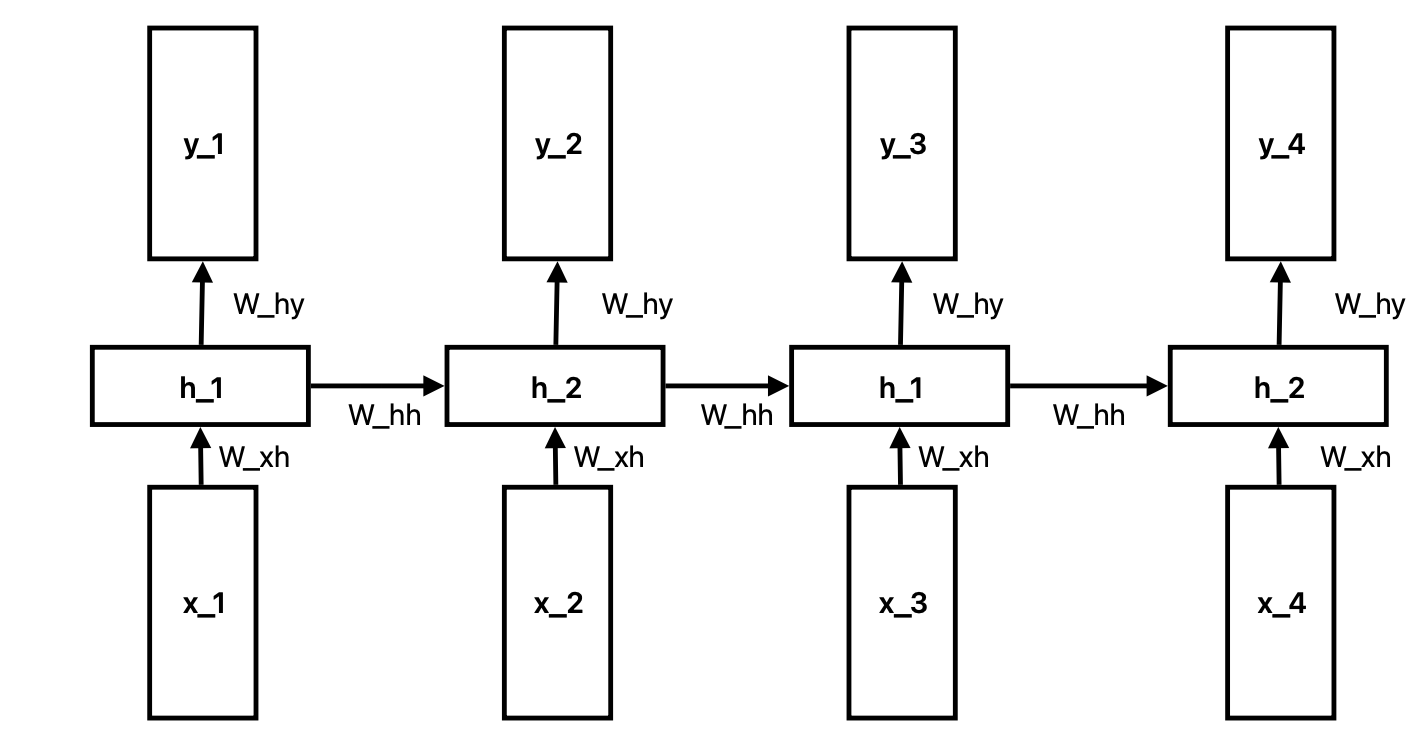 y_1 y_2 y_3 y_4
W_hy W_hy W_hy W_hy
h_1 h_2 h_1 h_2
W_hh W_hh W_hh
W_xh W_xh W_xh W_xh
x_1 x_2 x_3 x_4